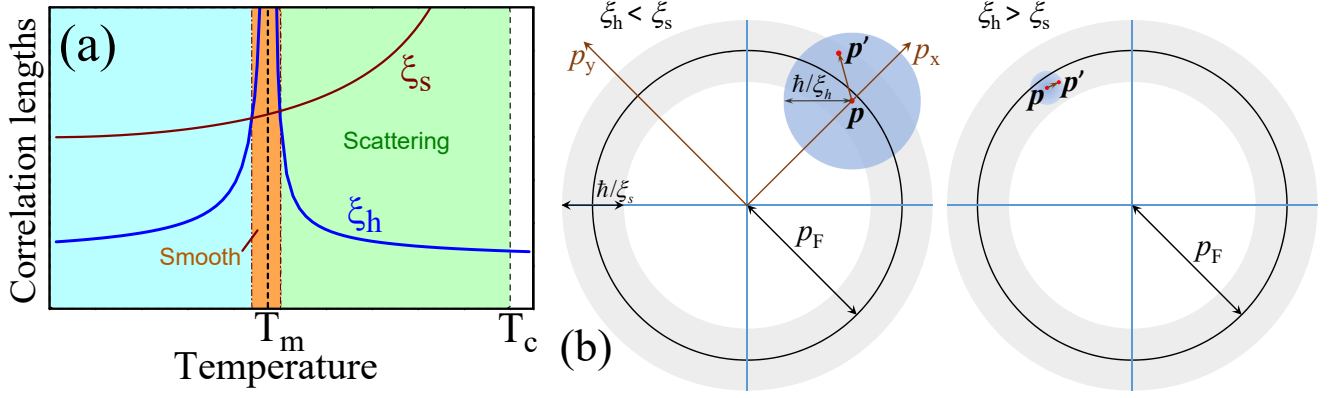 (a)
Correlation lengths
ξs
Scattering
ξh
Smooth
Tm
Tc
Temperature
(b)
ξh < ξs
py
px
p′
ħ/ξh
p
ħ/ξs
pF
ξh > ξs
p p′
pF